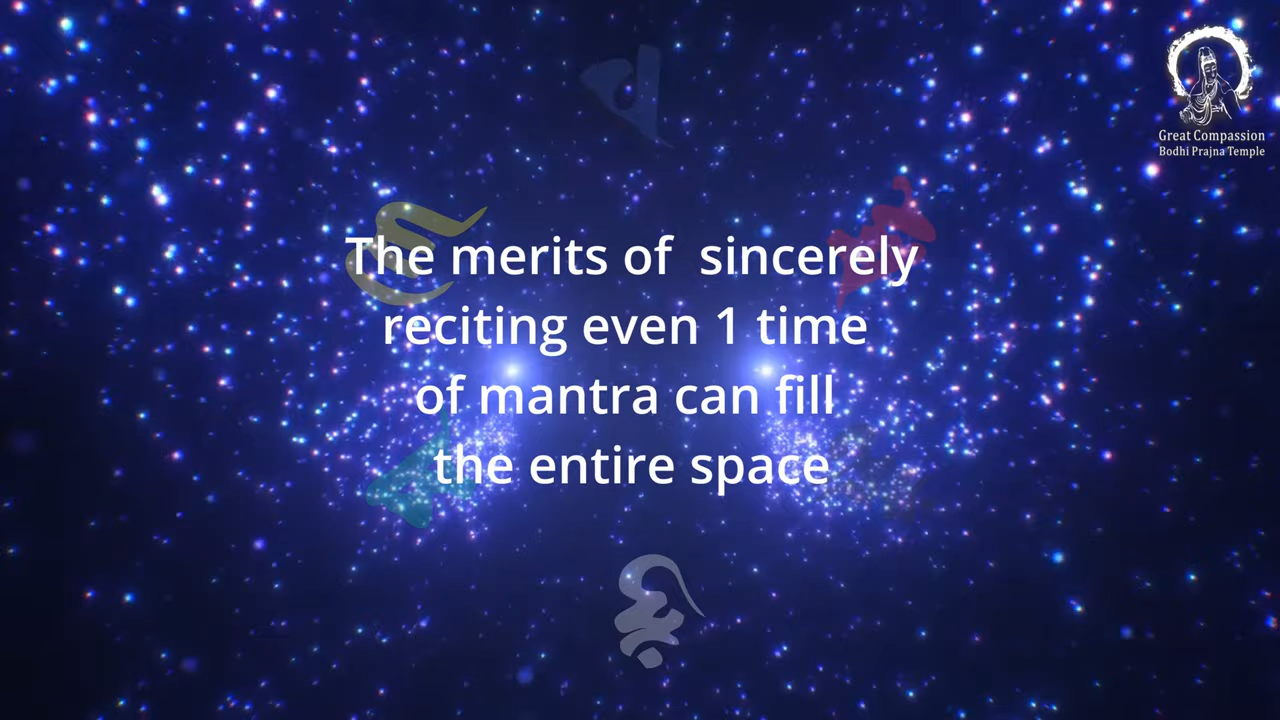 Great Compassion
Bodhi Prajna Temple
The merits of  sincerely
reciting even 1 time
of mantra can fill
the entire space